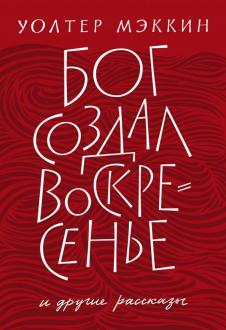 УОЛТЕР МЭККИН
БОГ
СОЗДАЛ
ВОСКРЕ=
СЕНЬЕ
и другие рассказы